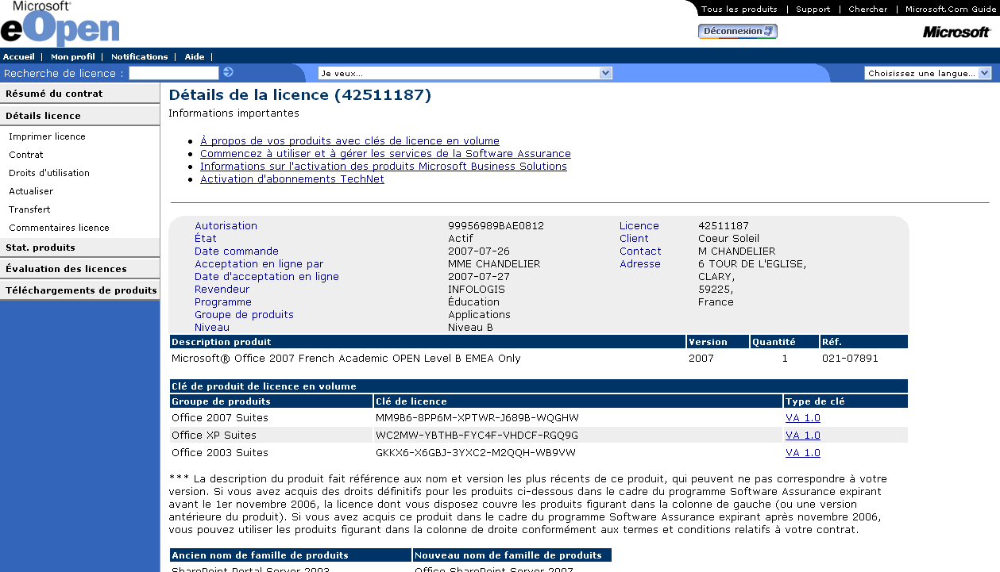 Microsoft®
eOpen
Tous les produits | Support | Chercher | Microsoft.Com Guide
Déconnexion
Microsoft
Accueil | Mon profil | Notifications | Aide |
Recherche de licence :
Je veux...
Choisissez une langue...
Résumé du contrat
Détails licence
Imprimer licence
Contrat
Droits d'utilisation
Actualiser
Transfert
Commentaires licence
Stat. produits
Évaluation des licences
Téléchargements de produits
Détails de la licence (42511187)
Informations importantes
À propos de vos produits avec clés de licence en volume
Commencez à utiliser et à gérer les services de la Software Assurance
Informations sur l'activation des produits Microsoft Business Solutions
Activation d'abonnements TechNet
Autorisation 99956989BAE0812 Licence 42511187
État Actif Client Coeur Soleil
Date commande 2007-07-26 Contact M CHANDELIER
Acceptation en ligne par MME CHANDELIER Adresse 6 TOUR DE L'EGLISE,
Date d'acceptation en ligne 2007-07-27 CLARY,
Revendeur INFOLOGIS 59225,
Programme Éducation France
Groupe de produits Applications
Niveau Niveau B
Description produit Version Quantité Réf.
Microsoft® Office 2007 French Academic OPEN Level B EMEA Only 2007 1 021-07891
Clé de produit de licence en volume
Groupe de produits Clé de licence Type de clé
Office 2007 Suites MM9B6-8PP6M-XPTWR-J689B-WQGHW VA 1.0
Office XP Suites WC2MW-YBTHB-FYC4F-VHDCF-RGQ9G VA 1.0
Office 2003 Suites GKKX6-X6GBJ-3YXC2-M2QQH-WB9VW VA 1.0
*** La description du produit fait référence aux nom et version les plus récents de ce produit, qui peuvent ne pas correspondre à votre
version. Si vous avez acquis des droits définitifs pour les produits ci-dessous dans le cadre du programme Software Assurance expirant
avant le 1er novembre 2006, la licence dont vous disposez couvre les produits figurant dans la colonne de gauche (ou une version
antérieure du produit). Si vous avez acquis ce produit dans le cadre du programme Software Assurance expirant après novembre 2006,
vous pouvez utiliser les produits figurant dans la colonne de droite conformément aux termes et conditions relatifs à votre contrat.
Ancien nom de famille de produits Nouveau nom de famille de produits
SharePoint Portal Server 2003 Office SharePoint Server 2007